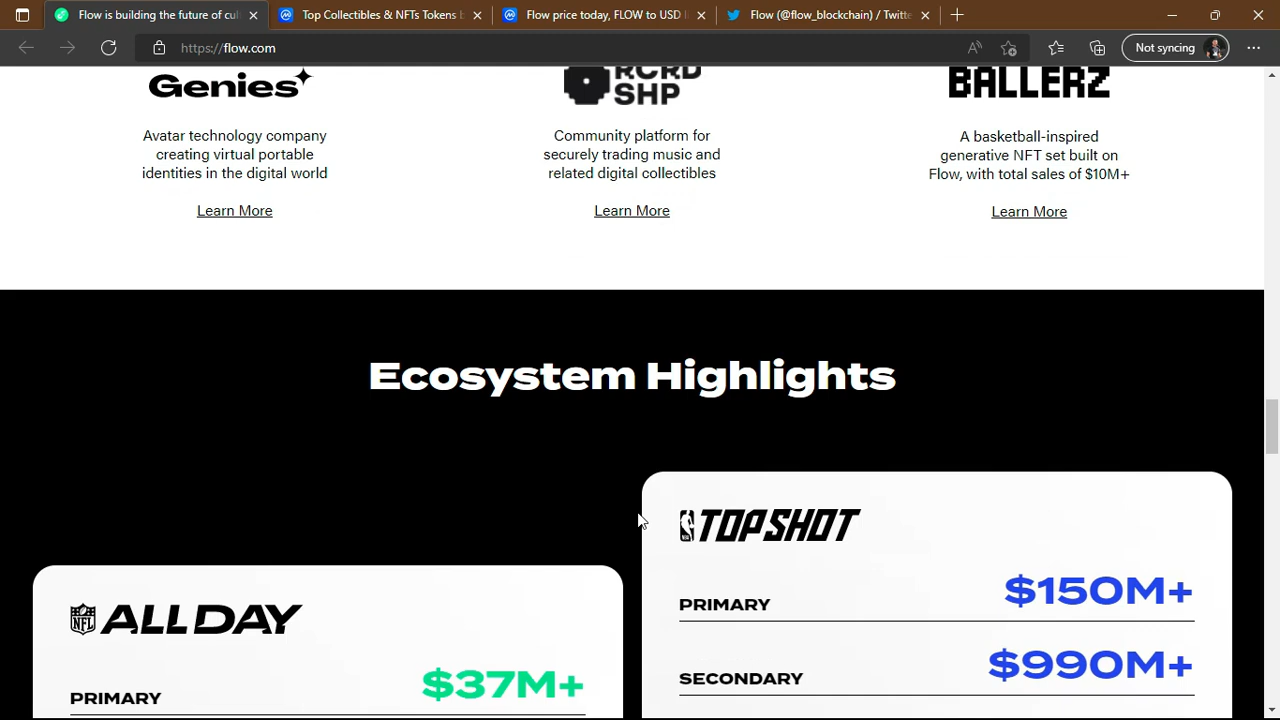 Flow is building the future of cul
Top Collectibles & NFTs Tokens b
Flow price today, FLOW to USD l
Flow (@flow_blockchain) / Twitte
https://flow.com
Not syncing
Genies
RCRD
SHP
BALLERZ
Avatar technology company
creating virtual portable
identities in the digital world
Learn More
Community platform for
securely trading music and
related digital collectibles
Learn More
A basketball-inspired
generative NFT set built on
Flow, with total sales of $10M+
Learn More
Ecosystem Highlights
NFL ALL DAY
PRIMARY $37M+
TOPSHOT
PRIMARY $150M+
SECONDARY $990M+